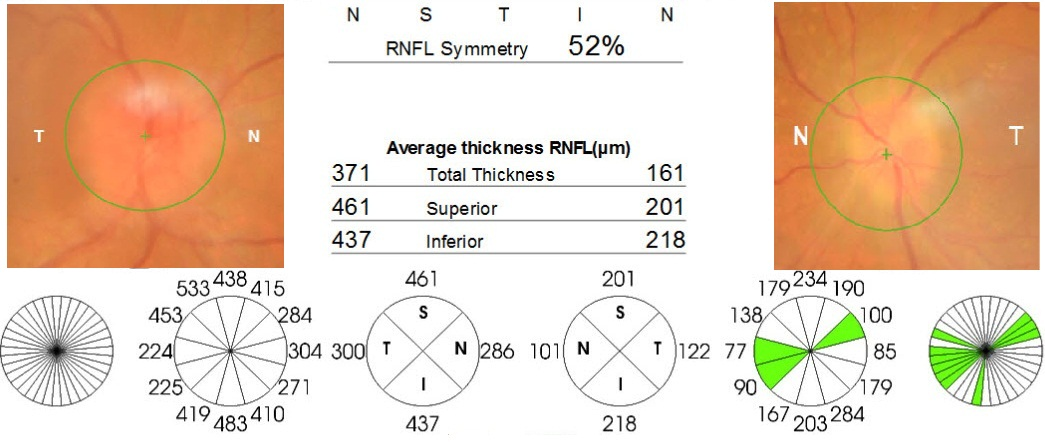 N S T I N
RNFL Symmetry 52%
T N
N T
Average thickness RNFL(µm)
371 Total Thickness 161
461 Superior 201
437 Inferior 218
533 438 415
453 284
224 304
225 271
419 483 410
461
S
300 T N 286
I
437
201
S
101 N T 122
I
218
179 234 190
138 100
77 85
90 179
167 203 284